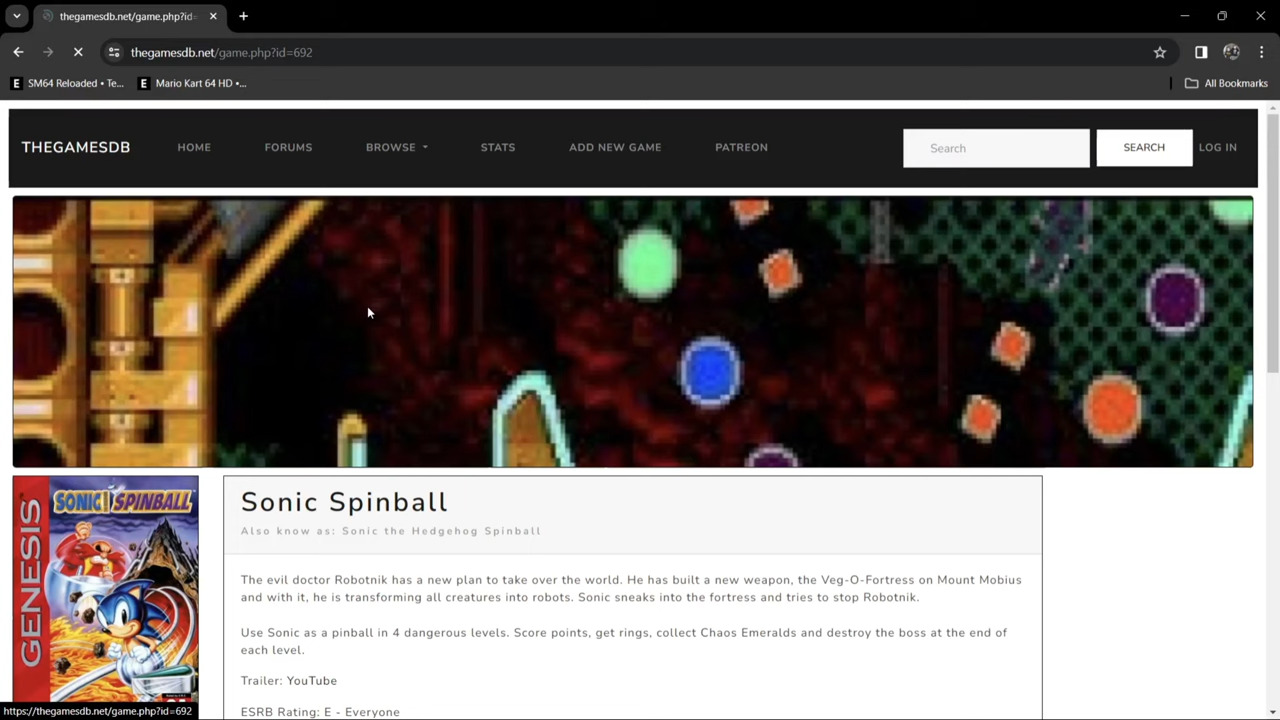 thegamesdb.net/game.php?id=
thegamesdb.net/game.php?id=692
E SM64 Reloaded • Te...
E Mario Kart 64 HD •...
All Bookmarks
THEGAMESDB
HOME
FORUMS
BROWSE
STATS
ADD NEW GAME
PATREON
Search
SEARCH
LOG IN
GENESIS
SONIC SPINBALL
Sonic Spinball
Also know as: Sonic the Hedgehog Spinball
The evil doctor Robotnik has a new plan to take over the world. He has built a new weapon, the Veg-O-Fortress on Mount Mobius
and with it, he is transforming all creatures into robots. Sonic sneaks into the fortress and tries to stop Robotnik.
Use Sonic as a pinball in 4 dangerous levels. Score points, get rings, collect Chaos Emeralds and destroy the boss at the end of
each level.
Trailer: YouTube
ESRB Rating: E - Everyone
https://thegamesdb.net/game.php?id=692